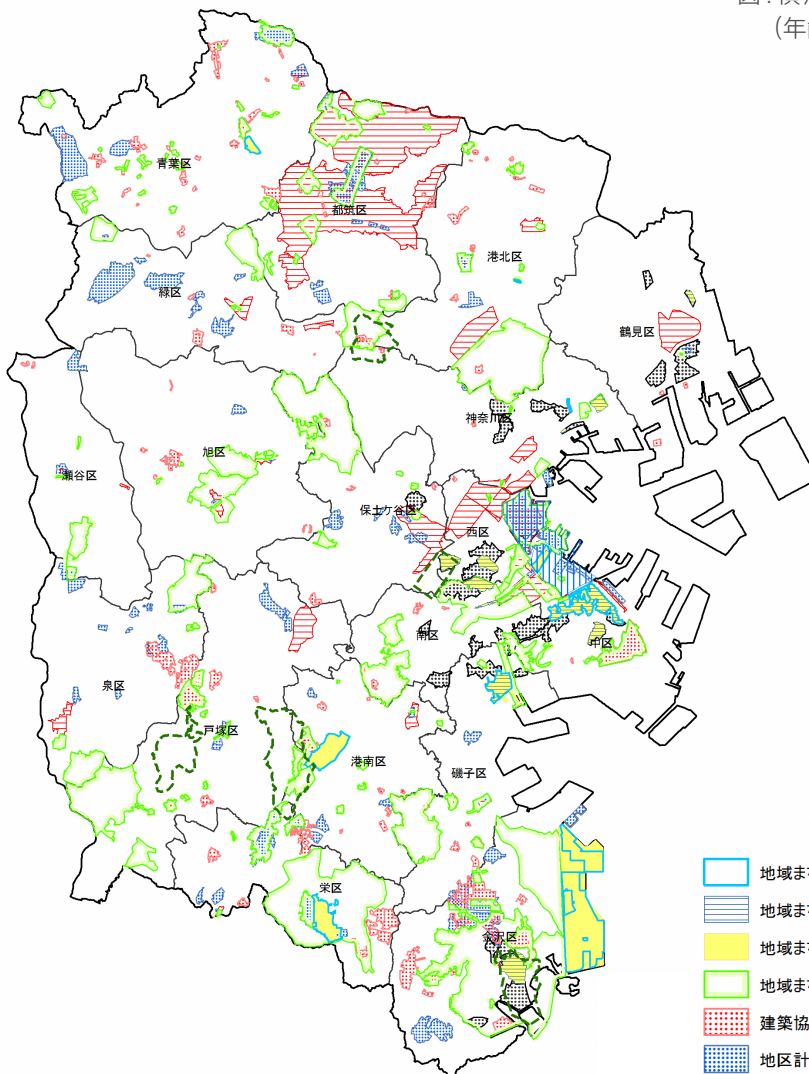 図:横浜
(年
青葉区
都筑区
港北区
緑区
鶴見区
神奈川区
旭区
瀬谷区
保土ケ谷区
西区
南区
中区
泉区
戸塚区
港南区
磯子区
栄区
金沢区
地域ま
地域ま
地域ま
地域ま
建築協
地区計